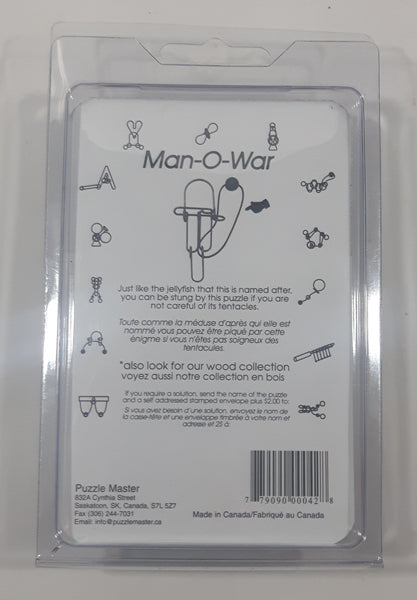 Man-O-War
Just like the jellyfish that this is named after,
you can be stung by this puzzle if you are
not careful of its tentacles.
Toute comme la méduse d'après qui elle est
nommé vous pouvez être piqué par cette
énigme si vous n'êtes pas soigneux des
tentacules.
*also look for our wood collection
voyez aussi notre collection en bois
If you require a solution, send the name of the puzzle
and a self addressed stamped envelope plus $2.00 to:
Si vous avez besoin d'une solution, envoyez le nom de
la casse-tête et une enveloppe timbrée à votre nom et
adresse et 2$ à:
Puzzle Master
832A Cynthia Street
Saskatoon, SK, Canada, S7L 5Z7
Fax (306) 244-7031
Email: info@puzzlemaster.ca
7 79090 00042 8
Made in Canada/Fabriqué au Canada